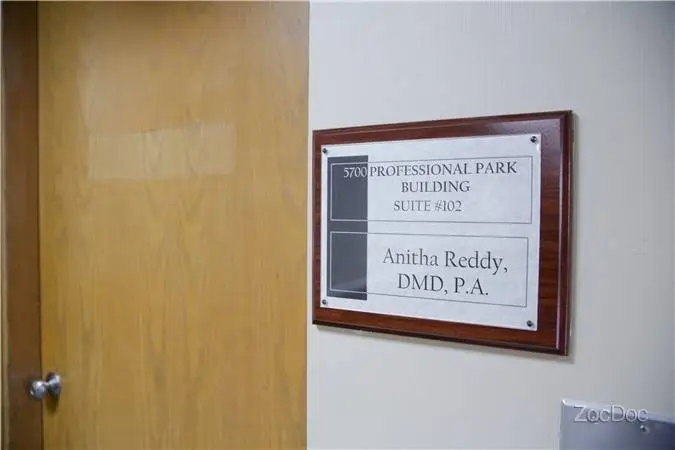 5700 PROFESSIONAL PARK
BUILDING
SUITE #102
Anitha Reddy,
DMD, P.A.
ZocDoc